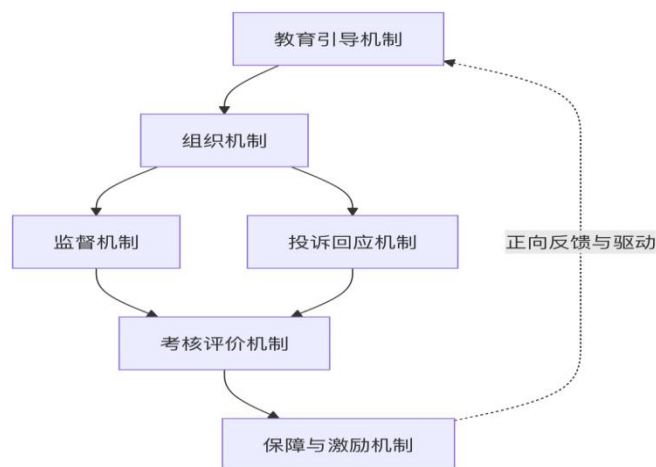 教育引导机制
组织机制
监督机制
投诉回应机制
正向反馈与驱动
考核评价机制
保障与激励机制